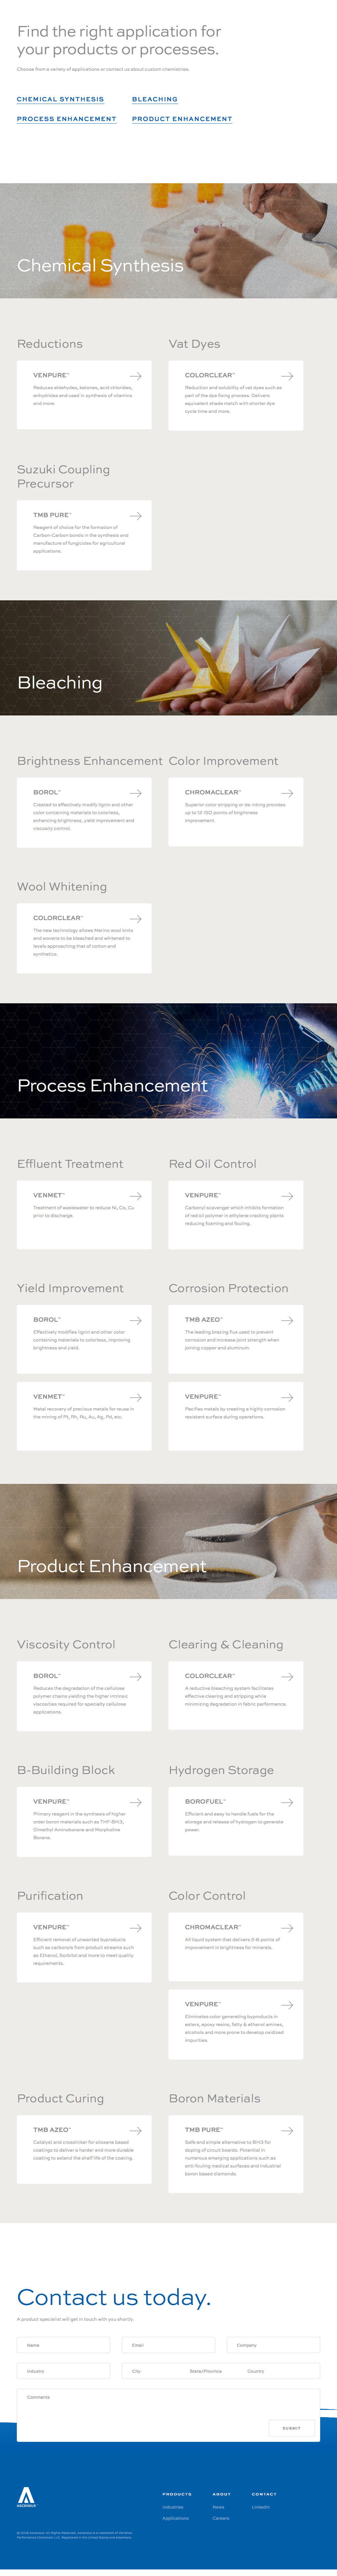 Find the right application for
your products or processes.
Choose from a variety of applications or contact us about custom chemistries.
CHEMICAL SYNTHESIS
BLEACHING
PROCESS ENHANCEMENT
PRODUCT ENHANCEMENT
Chemical Synthesis
Reductions
VENPURE™
Reduces aldehydes, ketones, acid chlorides,
anhydrides and used in synthesis of vitamins
and more.
Vat Dyes
COLORCLEAR™
Reduction and solubility of vat dyes such as
part of the dye fixing process. Delivers
equivalent shade match with shorter dye
cycle time and more.
Suzuki Coupling
Precursor
TMB PURE™
Reagent of choice for the formation of
Carbon-Carbon bonds in the synthesis and
manufacture of fungicides for agricultural
applications.
Bleaching
Brightness Enhancement
BOROL™
Created to effectively modify lignin and other
color containing materials to colorless,
enhancing brightness, yield improvement and
viscosity control.
Color Improvement
CHROMACLEAR™
Superior color stripping or de-inking provides
up to 12 ISO points of brightness
improvement.
Wool Whitening
COLORCLEAR™
The new technology allows Merino wool knits
and wovens to be bleached and whitened to
levels approaching that of cotton and
synthetics.
Process Enhancement
Effluent Treatment
VENMET™
Treatment of wastewater to reduce Ni, Co, Cu
prior to discharge.
Red Oil Control
VENPURE™
Carbonyl scavenger which inhibits formation
of red oil polymer in ethylene cracking plants
reducing foaming and fouling.
Yield Improvement
BOROL™
Effectively modifies lignin and other color
containing materials to colorless, improving
brightness and yield.
VENMET™
Metal recovery of precious metals for reuse in
the mining of Pt, Rh, Ru, Au, Ag, Pd, etc.
Corrosion Protection
TMB AZEO™
The leading brazing flux used to prevent
corrosion and increase joint strength when
joining copper and aluminum.
VENPURE™
Pacifies metals by creating a highly corrosion
resistant surface during operations.
Product Enhancement
Viscosity Control
BOROL™
Reduces the degradation of the cellulose
polymer chains yielding the higher intrinsic
viscosities required for specialty cellulose
applications.
Clearing & Cleaning
COLORCLEAR™
A reductive bleaching system facilitates
effective clearing and stripping while
minimizing degradation in fabric performance.
B-Building Block
VENPURE™
Primary reagent in the synthesis of higher
order boron materials such as THF-BH3,
Dimethyl Aminoborane and Morpholine
Borane.
Hydrogen Storage
BOROFUEL™
Efficient and easy to handle fuels for the
storage and release of hydrogen to generate
power.
Purification
VENPURE™
Efficient removal of unwanted byproducts
such as carbonyls from product streams such
as Ethanol, Sorbitol and more to meet quality
requirements.
Color Control
CHROMACLEAR™
All liquid system that delivers 2-6 points of
improvement in brightness for minerals.
VENPURE™
Eliminates color generating byproducts in
esters, epoxy resins, fatty & ethanol amines,
alcohols and more prone to develop oxidized
impurities.
Product Curing
TMB AZEO™
Catalyst and crosslinker for siloxane based
coatings to deliver a harder and more durable
coating to extend the shelf life of the coating.
Boron Materials
TMB PURE™
Safe and simple alternative to BH3 for
doping of circuit boards. Potential in
numerous emerging applications such as
anti-fouling medical surfaces and industrial
boron based diamonds.
Contact us today.
A product specialist will get in touch with you shortly.
Name
Email
Company
Industry
City
State/Province
Country
Comments
SUBMIT
ASCENSUS
PRODUCTS
ABOUT
CONTACT
Industries
News
LinkedIn
Applications
Careers